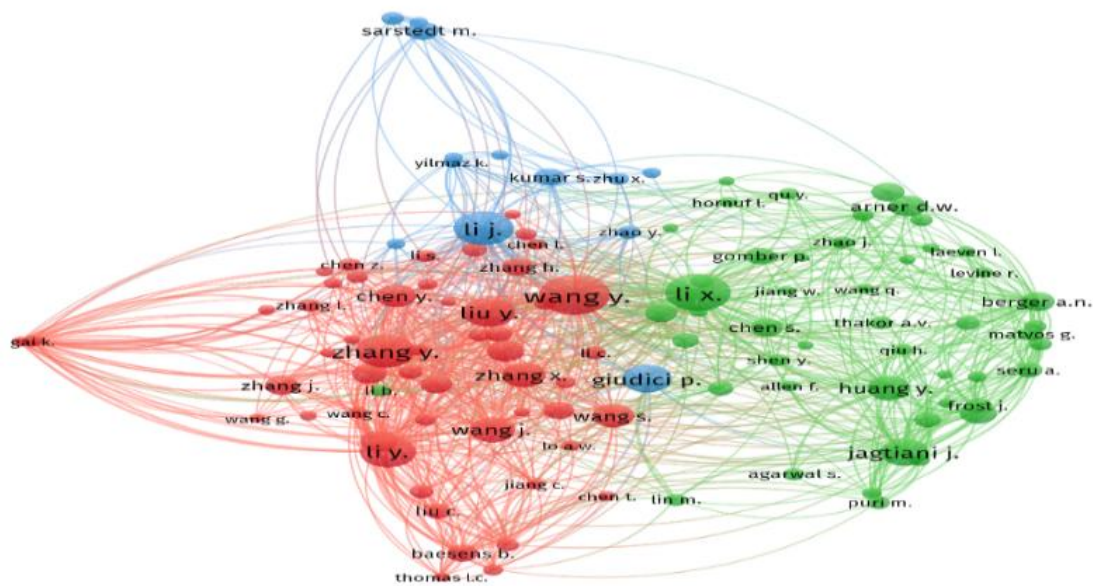 sarstedt m.
yilmaz k.
kumar s.
zhu x.
qu y.
hornuf l.
arner d.w.
li j.
zhao y.
chen l.
zhao j.
laeven l.
li s.
gomber p.
chen z.
zhang h.
levine r.
chen y.
wang y.
li x.
jiang w.
wang q.
berger a.n.
zhang l.
liu y.
chen s.
thakor a.v.
matvos g.
gai k.
zhang y.
li c.
shen y.
qiu h.
seru a.
zhang j.
li b.
zhang x.
giudici p.
allen f.
huang y.
frost j.
wang g.
wang c.
wang s.
wang j.
lo a.w.
li y.
jagtiani j.
agarwal s.
jiang c.
chen t.
lin m.
puri m.
liu c.
baesens b.
thomas l.c.